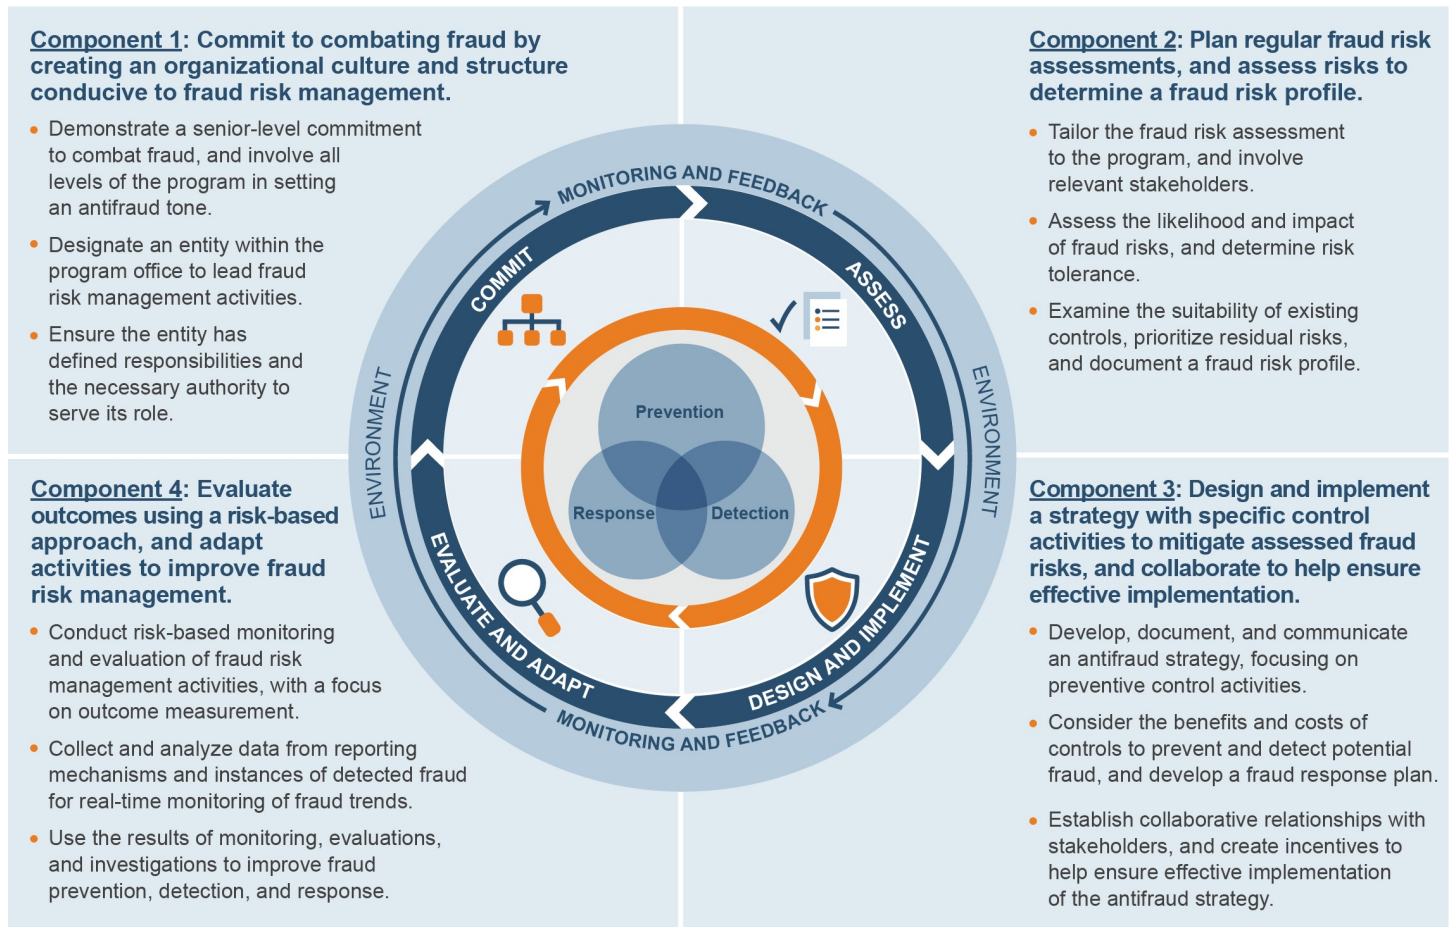 Component 1: Commit to combating fraud by
creating an organizational culture and structure
conducive to fraud risk management.
Demonstrate a senior-level commitment
to combat fraud, and involve all
levels of the program in setting
an antifraud tone.
Designate an entity within the
program office to lead fraud
risk management activities.
Ensure the entity has
defined responsibilities and
the necessary authority to
serve its role.
Component 2: Plan regular fraud risk
assessments, and assess risks to
determine a fraud risk profile.
Tailor the fraud risk assessment
to the program, and involve
relevant stakeholders.
Assess the likelihood and impact
of fraud risks, and determine risk
tolerance.
Examine the suitability of existing
controls, prioritize residual risks,
and document a fraud risk profile.
MONITORING AND FEEDBACK
COMMIT
ASSESS
ENVIRONMENT
ENVIRONMENT
Prevention
Response
Detection
EVALUATE AND ADAPT
DESIGN AND IMPLEMENT
MONITORING AND FEEDBACK
Component 4: Evaluate
outcomes using a risk-based
approach, and adapt
activities to improve fraud
risk management.
Conduct risk-based monitoring
and evaluation of fraud risk
management activities, with a focus
on outcome measurement.
Collect and analyze data from reporting
mechanisms and instances of detected fraud
for real-time monitoring of fraud trends.
Use the results of monitoring, evaluations,
and investigations to improve fraud
prevention, detection, and response.
Component 3: Design and implement
a strategy with specific control
activities to mitigate assessed fraud
risks, and collaborate to help ensure
effective implementation.
Develop, document, and communicate
an antifraud strategy, focusing on
preventive control activities.
Consider the benefits and costs of
controls to prevent and detect potential
fraud, and develop a fraud response plan.
Establish collaborative relationships with
stakeholders, and create incentives to
help ensure effective implementation
of the antifraud strategy.